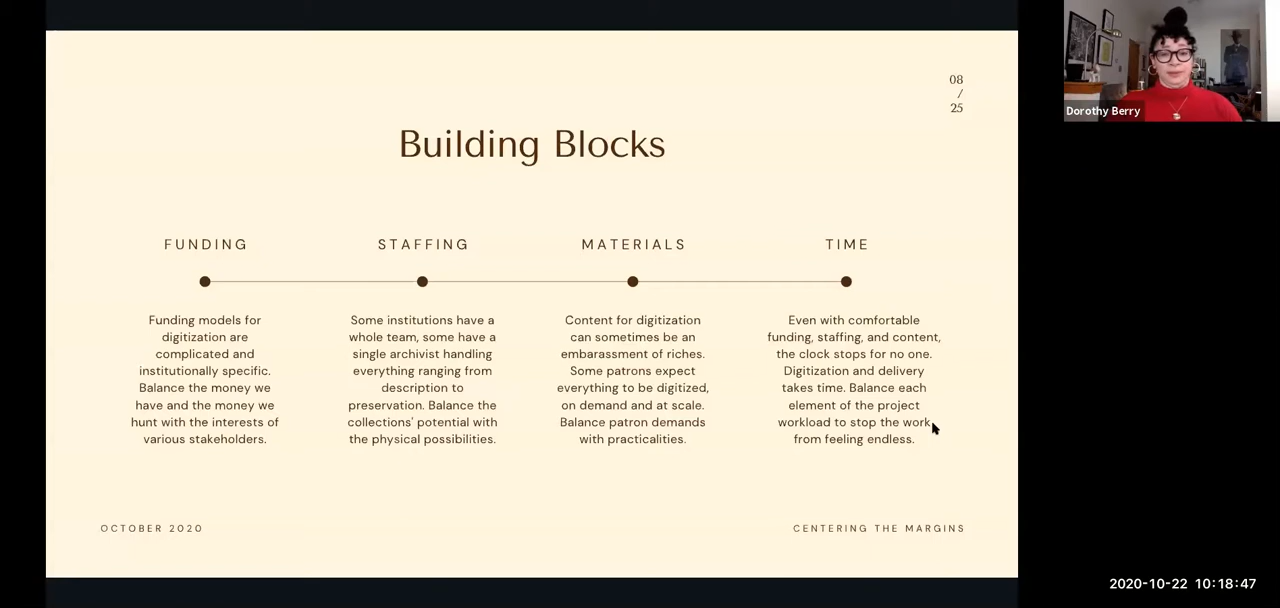 08
/
25
Building Blocks
FUNDING
Funding models for
digitization are
complicated and
institutionally specific.
Balance the money we
have and the money we
hunt with the interests of
various stakeholders.
STAFFING
Some institutions have a
whole team, some have a
single archivist handling
everything ranging from
description to
preservation. Balance the
collections' potential with
the physical possibilities.
MATERIALS
Content for digitization
can sometimes be an
embarassment of riches.
Some patrons expect
everything to be digitized,
on demand and at scale.
Balance patron demands
with practicalities.
TIME
Even with comfortable
funding, staffing, and content,
the clock stops for no one.
Digitization and delivery
takes time. Balance each
element of the project
workload to stop the work
from feeling endless.
OCTOBER 2020
CENTERING THE MARGINS
Dorothy Berry
2020-10-22 10:18:47